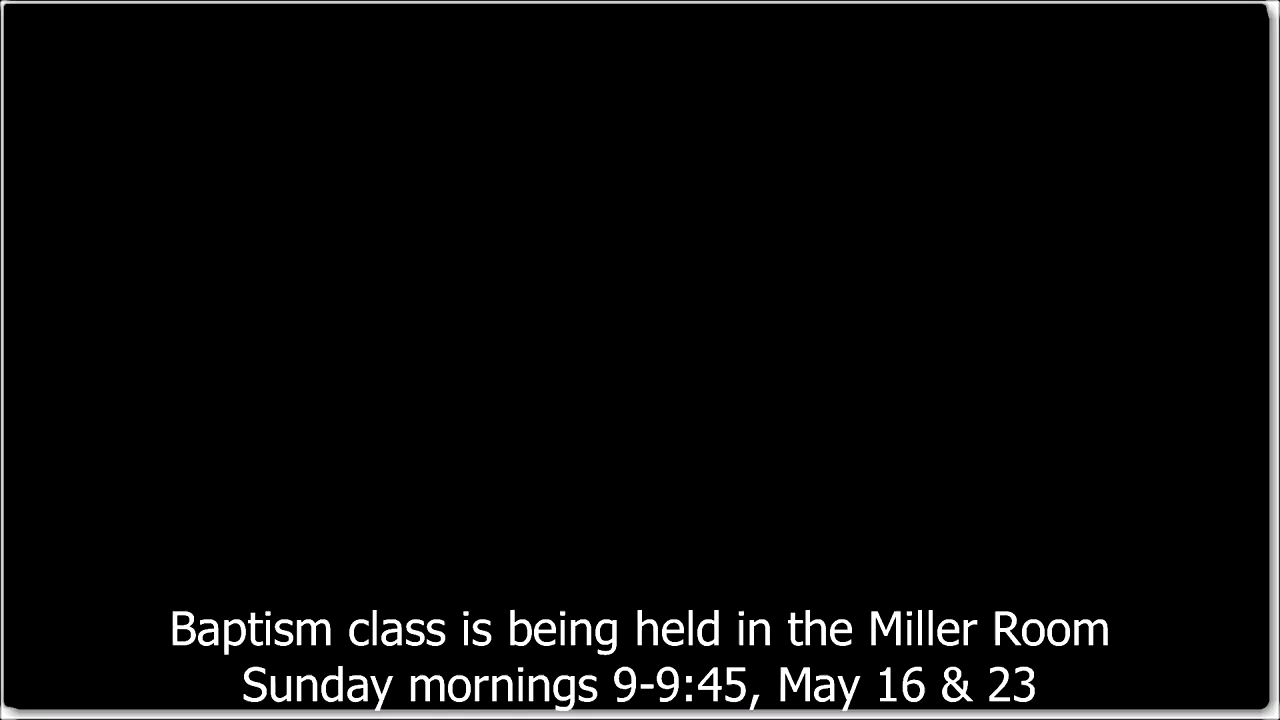 Baptism class is being held in the Miller Room
Sunday mornings 9-9:45, May 16 & 23